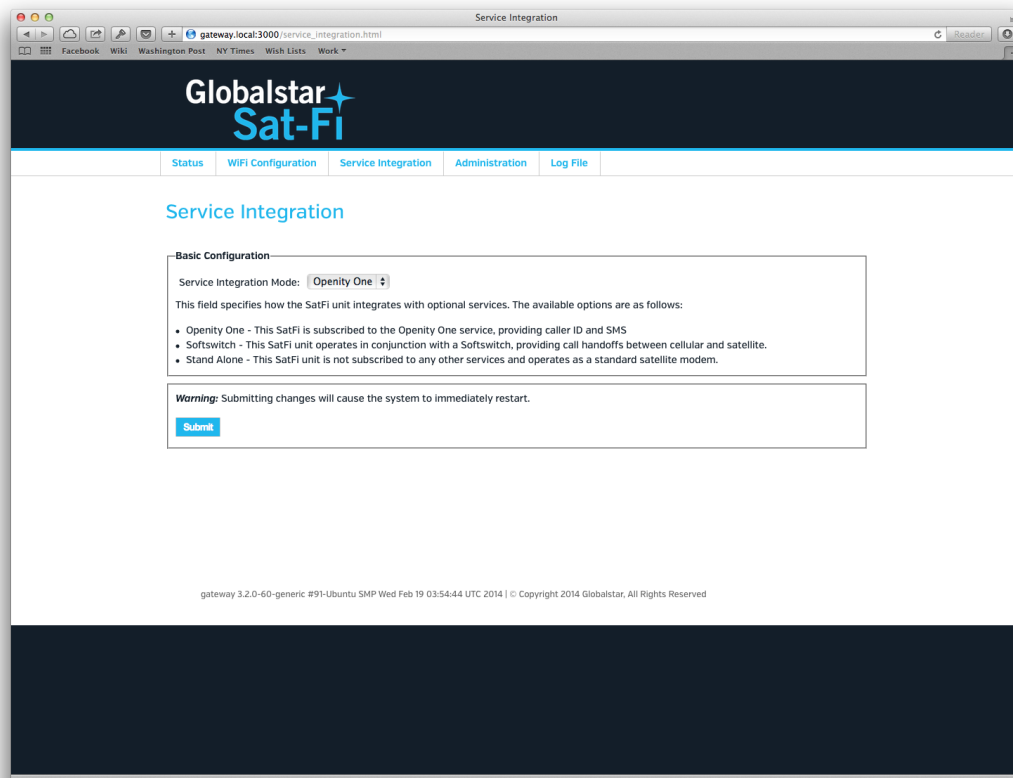 Service Integration
gateway.local:3000/service_integration.html
Reader
Facebook Wiki Washington Post NY Times Wish Lists Work
Globalstar
Sat-Fi
Status WiFi Configuration Service Integration Administration Log File
Service Integration
Basic Configuration
Service Integration Mode: Openity One
This field specifies how the SatFi unit integrates with optional services. The available options are as follows:
• Openity One - This SatFi is subscribed to the Openity One service, providing caller ID and SMS
• Softswitch - This SatFi unit operates in conjunction with a Softswitch, providing call handoffs between cellular and satellite.
• Stand Alone - This SatFi unit is not subscribed to any other services and operates as a standard satellite modem.
Warning: Submitting changes will cause the system to immediately restart.
Submit
gateway 3.2.0-60-generic #91-Ubuntu SMP Wed Feb 19 03:54:44 UTC 2014 | © Copyright 2014 Globalstar, All Rights Reserved